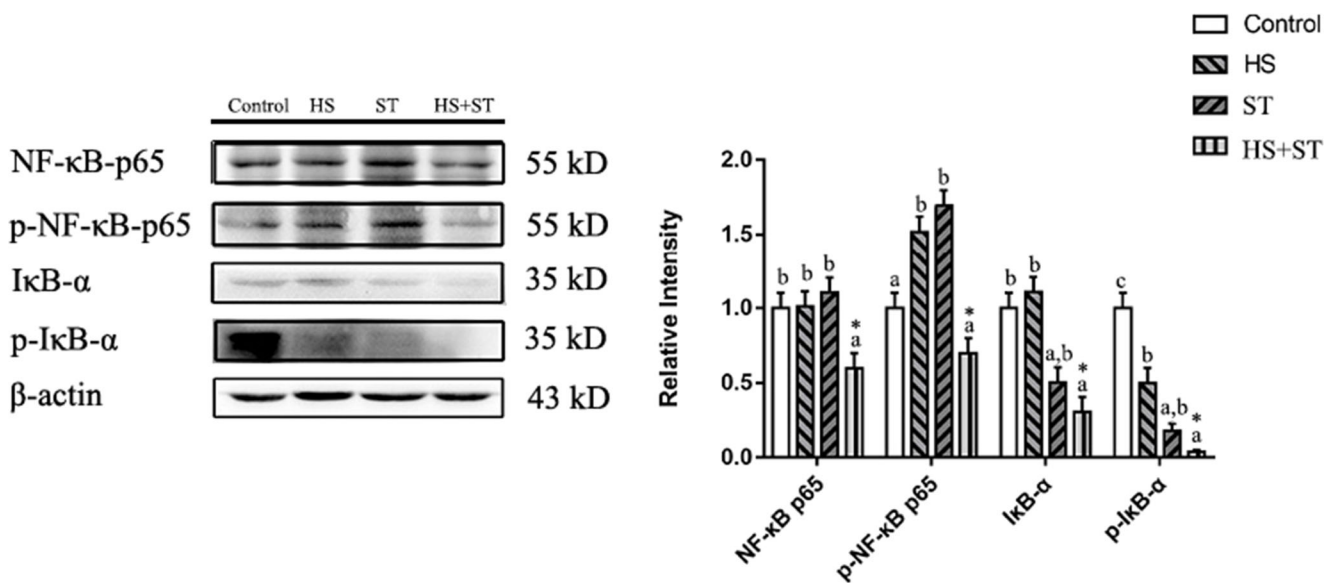 Control HS ST HS+ST
NF-κB-p65 55 kD
p-NF-κB-p65 55 kD
IκB-α 35 kD
p-IκB-α 35 kD
β-actin 43 kD
Control
HS
ST
HS+ST
Relative Intensity
2.0
1.5
1.0
0.5
0.0
b b b * a
a b b * a
b b a,b * a
c b a,b * a
NF-κB p65
p-NF-κB p65
IκB-α
p-IκB-α